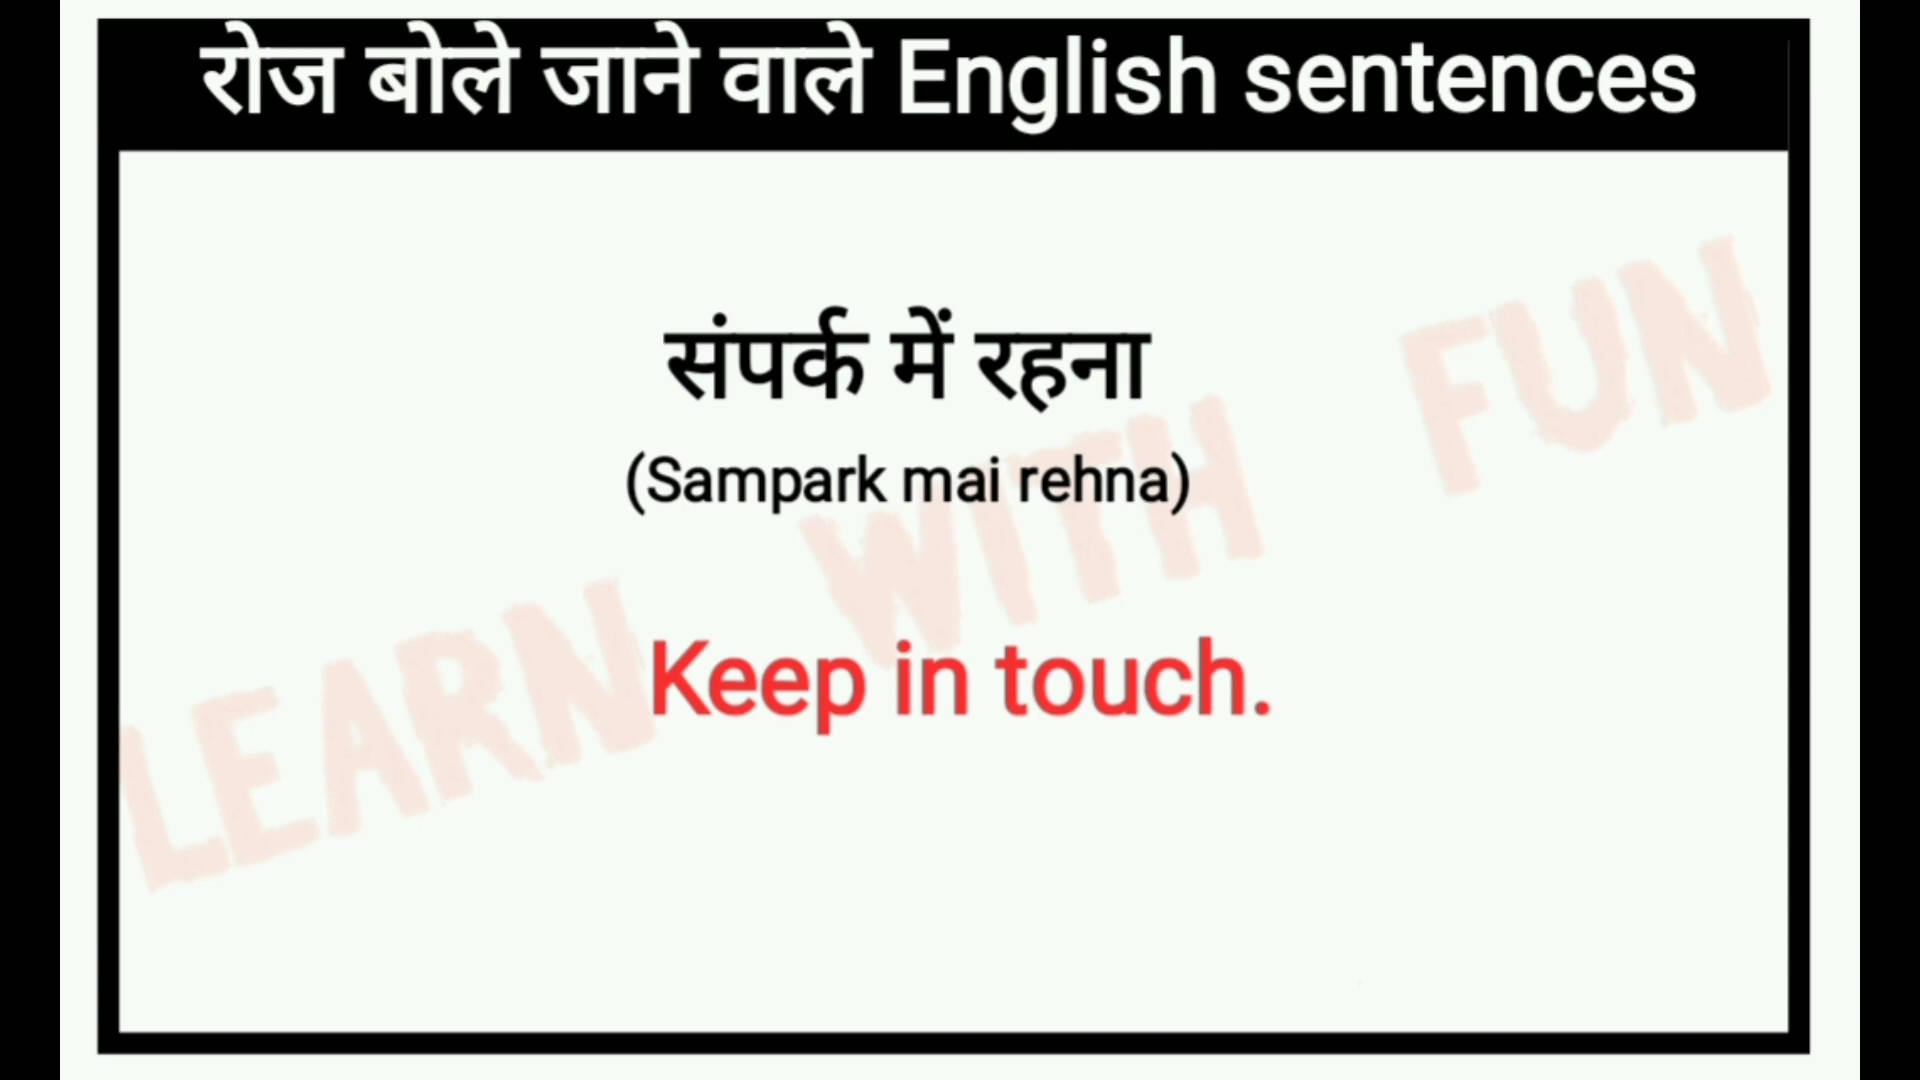 रोज बोले जाने वाले English sentences
संपर्क में रहना
(Sampark mai rehna)
Keep in touch.
LEARN WITH FUN